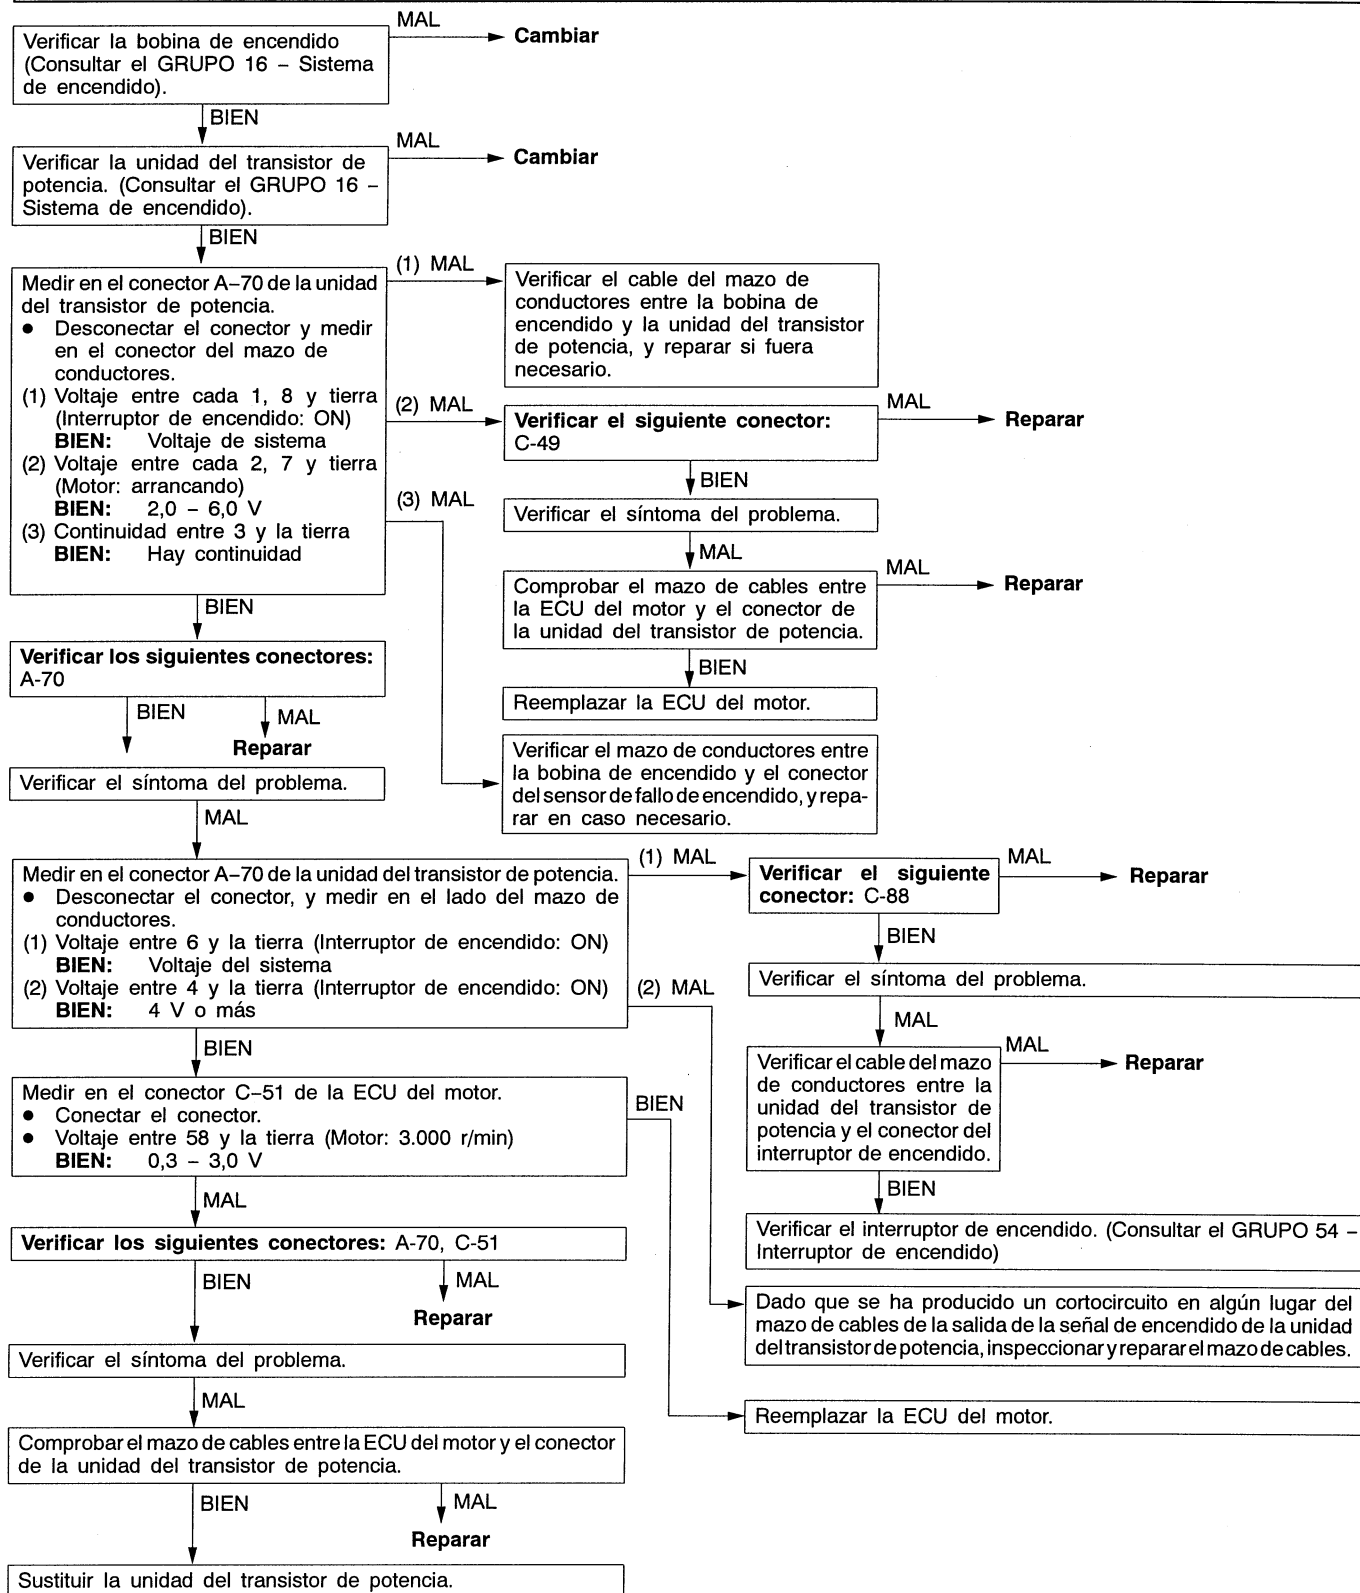 Verificar la bobina de encendido
(Consultar el GRUPO 16 – Sistema
de encendido).
MAL
Cambiar
BIEN
Verificar la unidad del transistor de
potencia. (Consultar el GRUPO 16 –
Sistema de encendido).
MAL
Cambiar
BIEN
Medir en el conector A–70 de la unidad
del transistor de potencia.
● Desconectar el conector y medir
en el conector del mazo de
conductores.
(1) Voltaje entre cada 1, 8 y tierra
(Interruptor de encendido: ON)
BIEN: Voltaje de sistema
(2) Voltaje entre cada 2, 7 y tierra
(Motor: arrancando)
BIEN: 2,0 – 6,0 V
(3) Continuidad entre 3 y la tierra
BIEN: Hay continuidad
(1) MAL
Verificar el cable del mazo de
conductores entre la bobina de
encendido y la unidad del transistor
de potencia, y reparar si fuera
necesario.
(2) MAL
Verificar el siguiente conector:
C-49
MAL
Reparar
BIEN
Verificar el síntoma del problema.
MAL
Comprobar el mazo de cables entre
la ECU del motor y el conector de
la unidad del transistor de potencia.
MAL
Reparar
BIEN
Reemplazar la ECU del motor.
(3) MAL
Verificar el mazo de conductores entre
la bobina de encendido y el conector
del sensor de fallo de encendido, y repa-
rar en caso necesario.
BIEN
Verificar los siguientes conectores:
A-70
BIEN
MAL
Reparar
Verificar el síntoma del problema.
MAL
Medir en el conector A–70 de la unidad del transistor de potencia.
● Desconectar el conector, y medir en el lado del mazo de
conductores.
(1) Voltaje entre 6 y la tierra (Interruptor de encendido: ON)
BIEN: Voltaje del sistema
(2) Voltaje entre 4 y la tierra (Interruptor de encendido: ON)
BIEN: 4 V o más
(1) MAL
Verificar el siguiente
conector: C-88
MAL
Reparar
BIEN
Verificar el síntoma del problema.
MAL
Verificar el cable del mazo
de conductores entre la
unidad del transistor de
potencia y el conector del
interruptor de encendido.
MAL
Reparar
BIEN
Verificar el interruptor de encendido. (Consultar el GRUPO 54 –
Interruptor de encendido)
(2) MAL
Dado que se ha producido un cortocircuito en algún lugar del
mazo de cables de la salida de la señal de encendido de la unidad
del transistor de potencia, inspeccionar y reparar el mazo de cables.
BIEN
Medir en el conector C–51 de la ECU del motor.
● Conectar el conector.
● Voltaje entre 58 y la tierra (Motor: 3.000 r/min)
BIEN: 0,3 – 3,0 V
BIEN
Reemplazar la ECU del motor.
MAL
Verificar los siguientes conectores: A-70, C-51
BIEN
MAL
Reparar
Verificar el síntoma del problema.
MAL
Comprobar el mazo de cables entre la ECU del motor y el conector
de la unidad del transistor de potencia.
BIEN
MAL
Reparar
Sustituir la unidad del transistor de potencia.